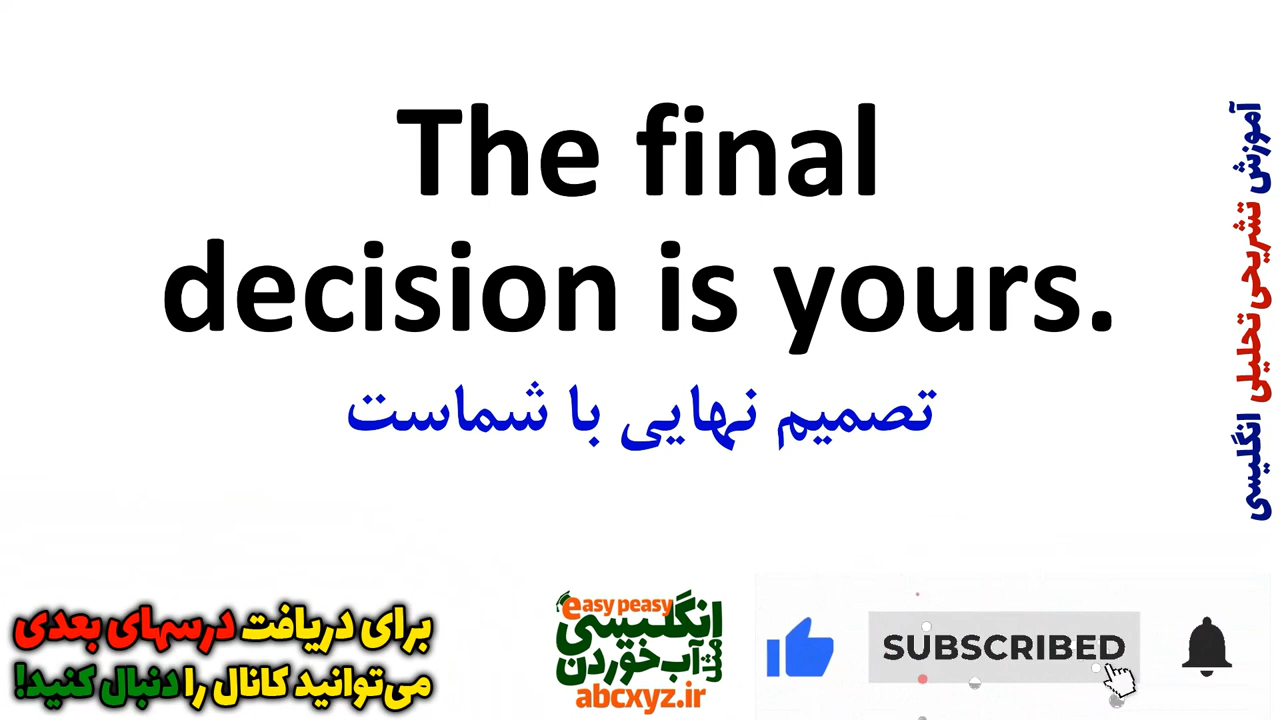 The final
decision is yours.
تصمیم نهایی با شماست
آموزش تشریحی تحلیلی انگلیسی
برای دریافت درسهای بعدی
می‌توانید کانال را دنبال کنید!
easy peasy
انگلیسی
مثل آب خوردن
abcxyz.ir
SUBSCRIBED